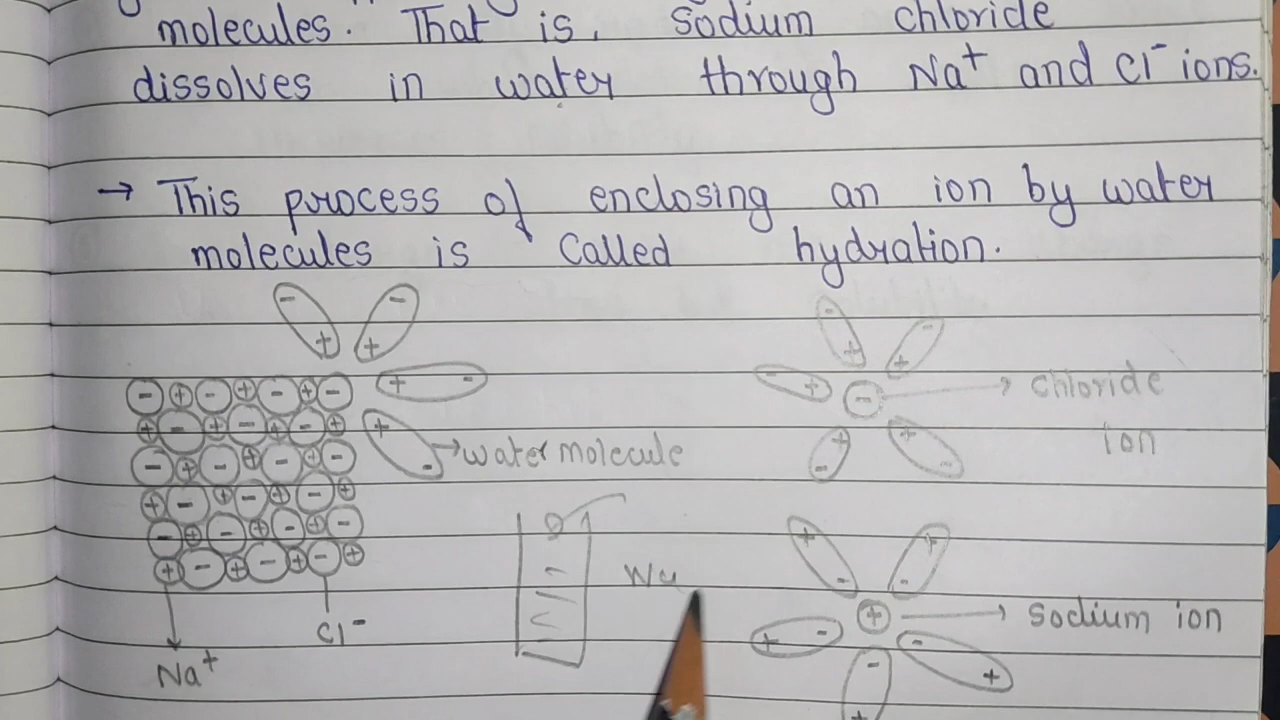 molecules. That is, sodium chloride
dissolves in water through Na⁺ and Cl⁻ ions.
→ This process of enclosing an ion by water
molecules is called hydration.
- +
- +
+ -
+ -
→ water molecule
- + - + - + -
+ - + - + - +
- + - + - + -
+ - + - + - +
- + - + - + -
+ - + - + - +
Na⁺
Cl⁻
- +
- +
- +
- → chloride
ion
+ -
+ -
Wa
+ -
+ -
+ → Sodium ion
+ -
- +
- +